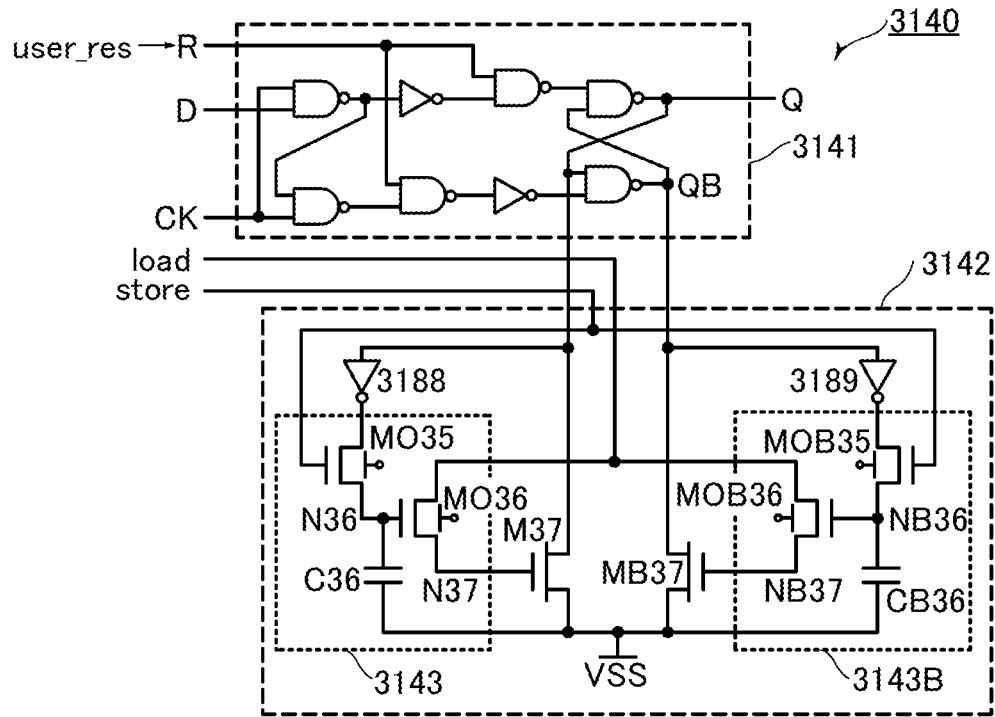 3140
user_res
R
D
Q
3141
QB
CK
load
store
3142
3188
3189
MO35
MOB35
MO36
MOB36
N36
NB36
M37
MB37
C36
N37
NB37
CB36
VSS
3143
3143B